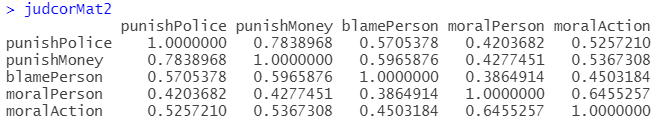 > judcorMat2
punishPolice punishMoney blamePerson moralPerson moralAction
punishPolice 1.0000000 0.7838968 0.5705378 0.4203682 0.5257210
punishMoney 0.7838968 1.0000000 0.5965876 0.4277451 0.5367308
blamePerson 0.5705378 0.5965876 1.0000000 0.3864914 0.4503184
moralPerson 0.4203682 0.4277451 0.3864914 1.0000000 0.6455257
moralAction 0.5257210 0.5367308 0.4503184 0.6455257 1.0000000